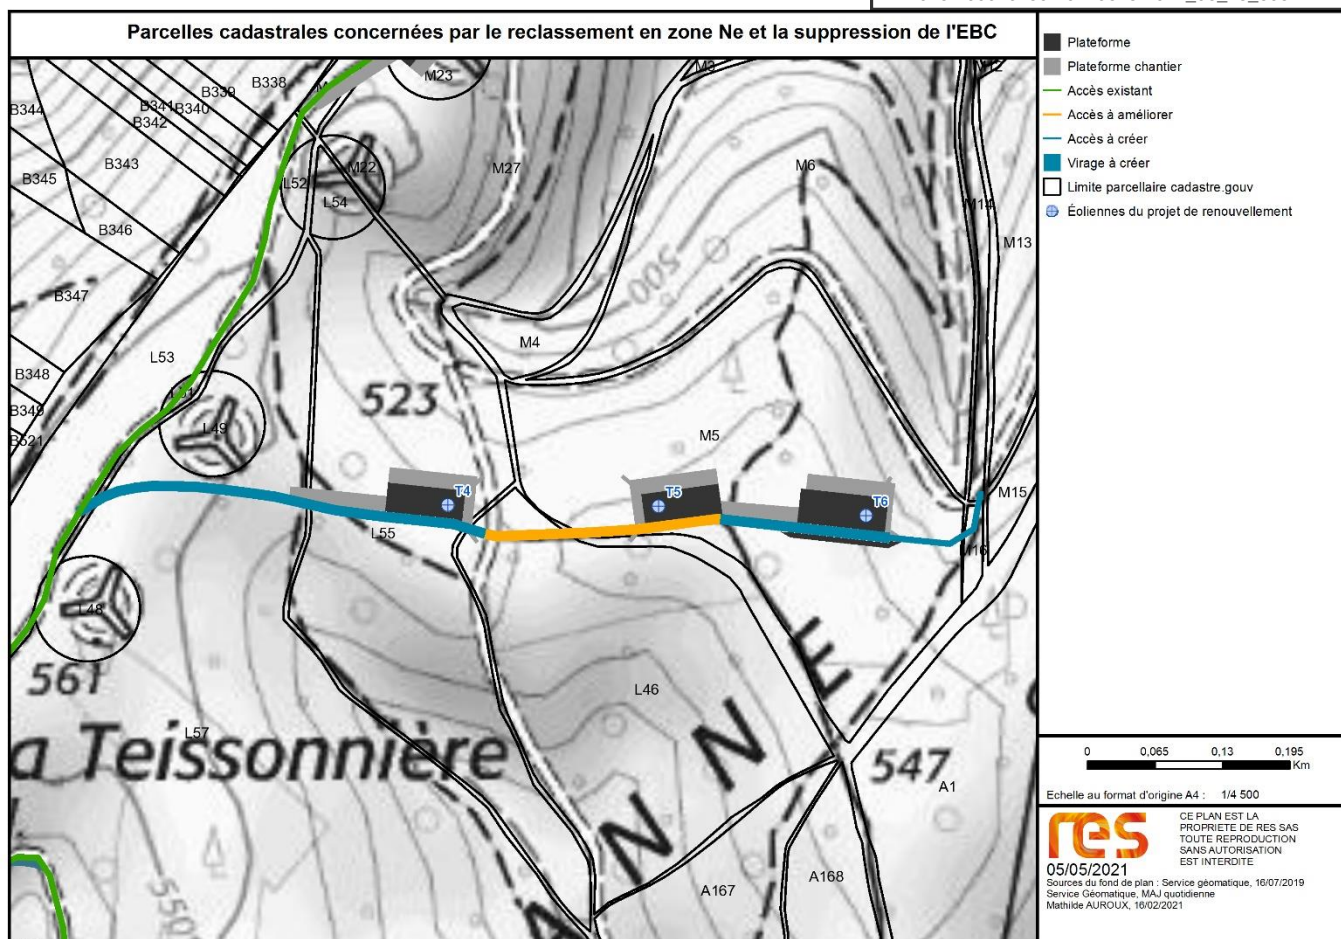 Parcelles cadastrales concernées par le reclassement en zone Ne et la suppression de l'EBC
Plateforme
Plateforme chantier
Accès existant
Accès à améliorer
Accès à créer
Virage à créer
Limite parcellaire cadastre.gouv
Éoliennes du projet de renouvellement
M23
M3
M12
B338
B339
B340
B341
B342
B344
B343
B345
B346
B347
B348
B349
B521
M22
L52
L54
M27
M6
M14
M13
500
M4
L53
L51
L49
523
M5
T4
T5
T6
M15
M16
L55
L48
561
L46
L57
a Teissonnière
547
A1
A N N E
550
A167
A168
0 0,065 0,13 0,195
Km
Echelle au format d'origine A4 : 1/4 500
res
CE PLAN EST LA
PROPRIETE DE RES SAS
TOUTE REPRODUCTION
SANS AUTORISATION
EST INTERDITE
05/05/2021
Sources du fond de plan : Service géomatique, 16/07/2019
Service Géomatique, MAJ quotidienne
Mathilde AUROUX, 16/02/2021